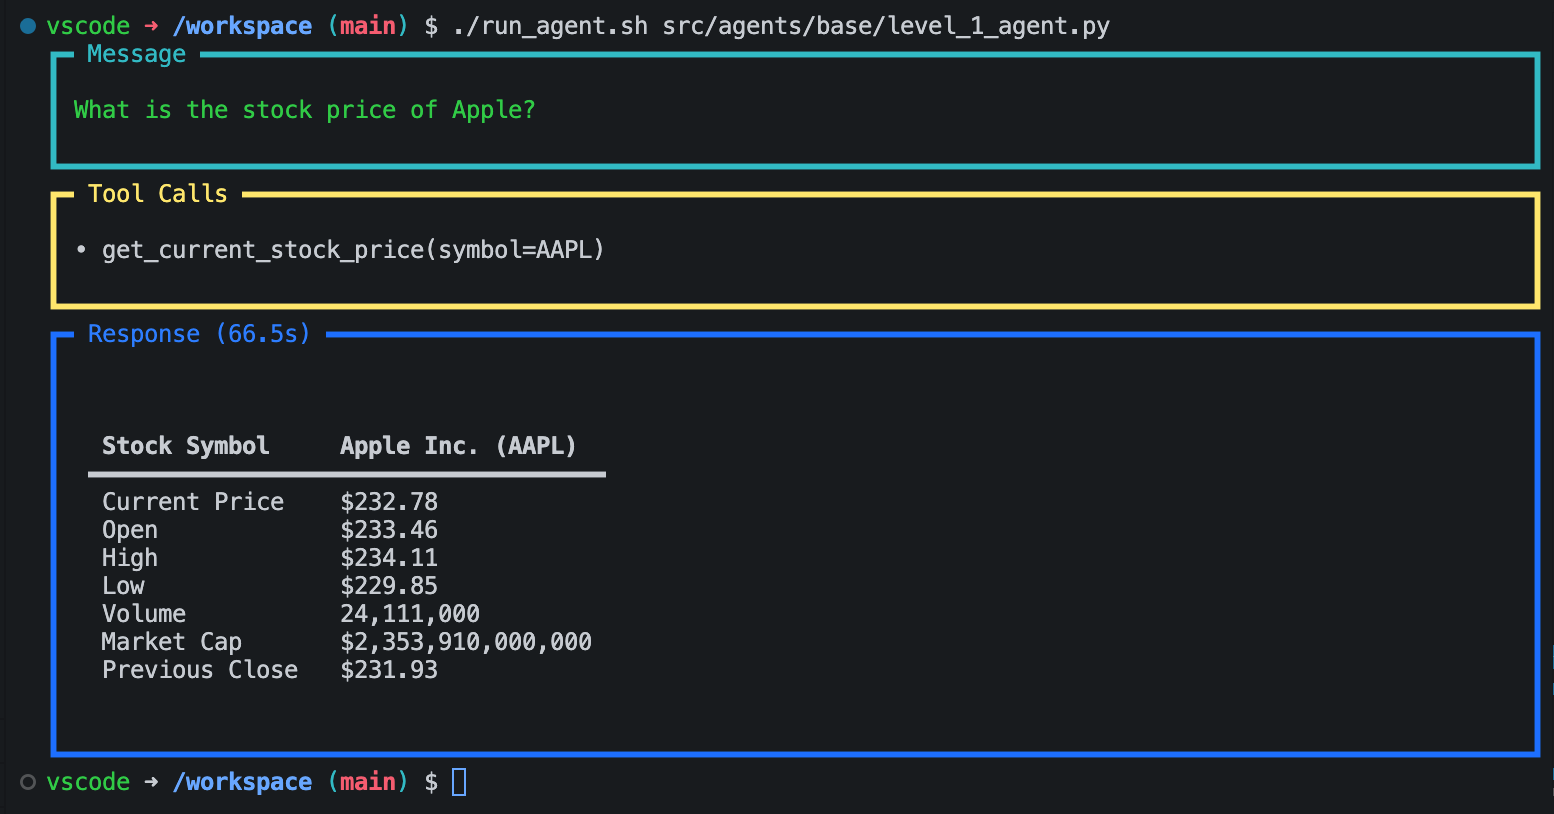 vscode → /workspace (main) $ ./run_agent.sh src/agents/base/level_1_agent.py
Message
What is the stock price of Apple?
Tool Calls
• get_current_stock_price(symbol=AAPL)
Response (66.5s)
Stock Symbol Apple Inc. (AAPL)
Current Price $232.78
Open $233.46
High $234.11
Low $229.85
Volume 24,111,000
Market Cap $2,353,910,000,000
Previous Close $231.93
vscode → /workspace (main) $